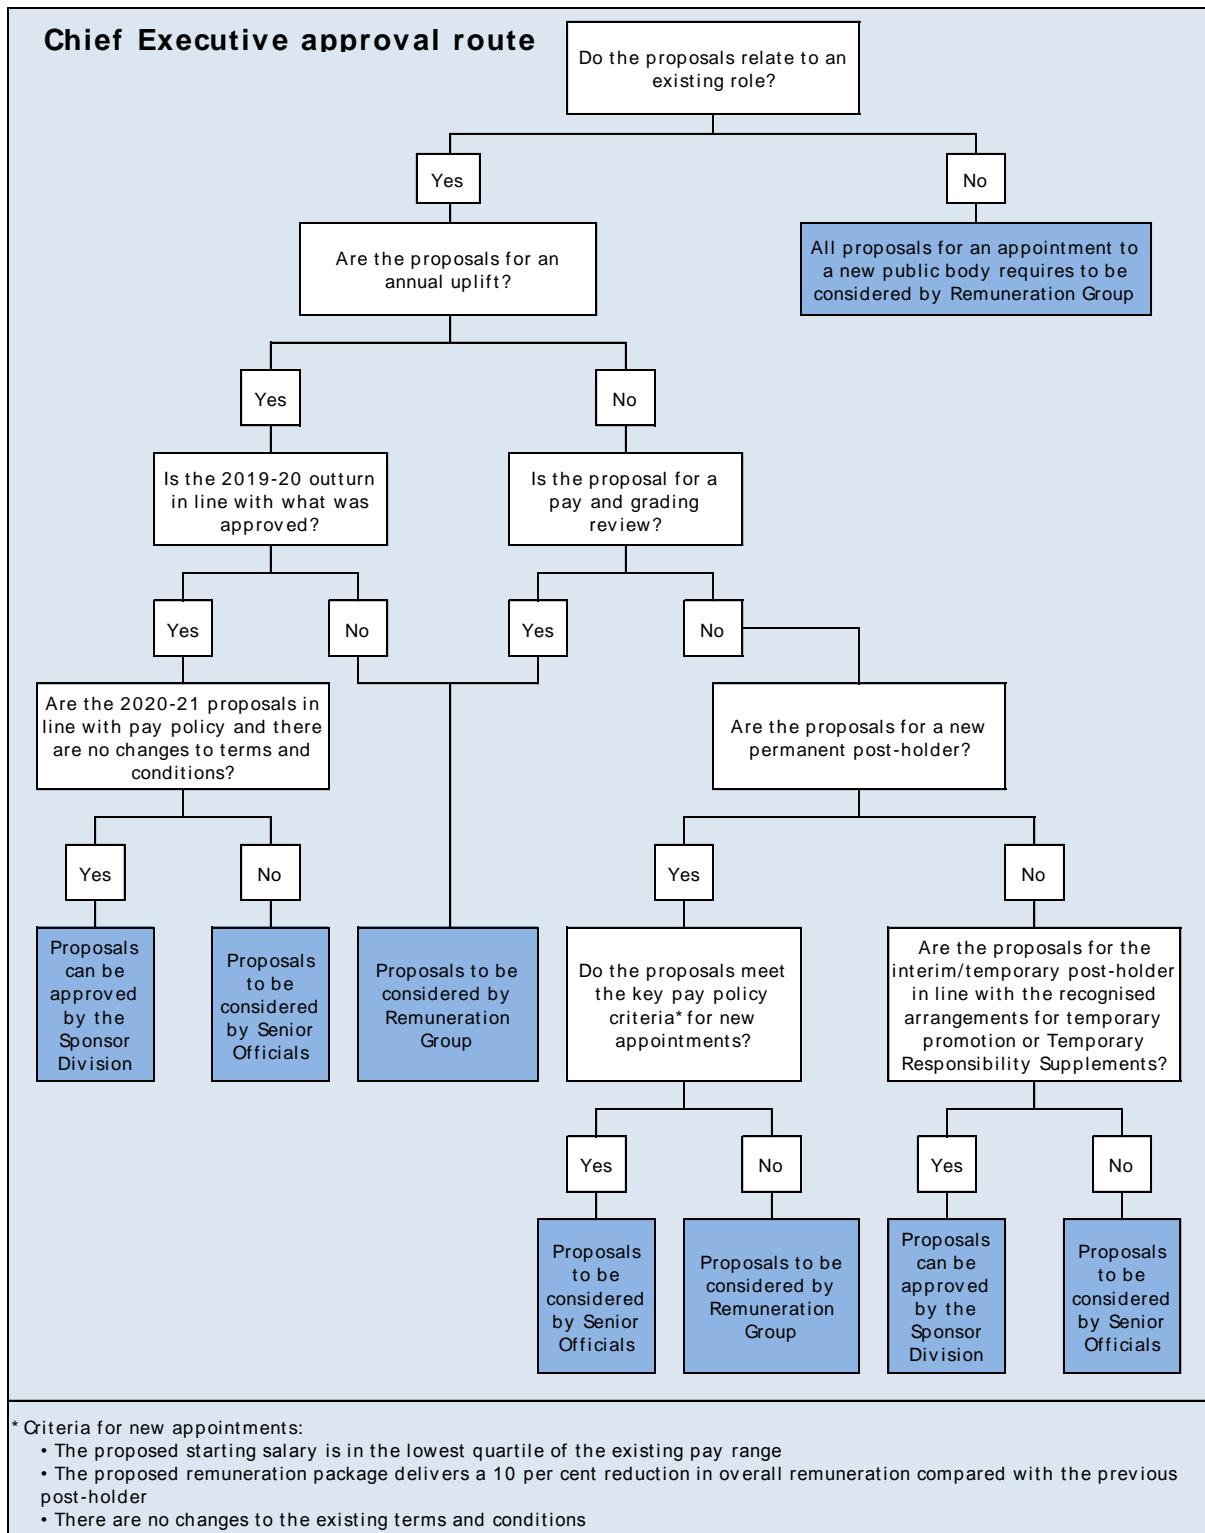 Chief Executive approval route
Do the proposals relate to an
existing role?
Yes
No
Are the proposals for an
annual uplift?
All proposals for an appointment to
a new public body requires to be
considered by Remuneration Group
Yes
No
Is the 2019-20 outturn
in line with what was
approved?
Is the proposal for a
pay and grading
review?
Yes
No
Yes
No
Are the 2020-21 proposals in
line with pay policy and there
are no changes to terms and
conditions?
Are the proposals for a new
permanent post-holder?
Yes
No
Yes
No
Proposals
can be
approved
by the
Sponsor
Division
Proposals
to be
considered
by Senior
Officials
Proposals to be
considered by
Remuneration
Group
Do the proposals meet
the key pay policy
criteria* for new
appointments?
Are the proposals for the
interim/temporary post-holder
in line with the recognised
arrangements for temporary
promotion or Temporary
Responsibility Supplements?
Yes
No
Yes
No
Proposals
to be
considered
by Senior
Officials
Proposals to be
considered by
Remuneration
Group
Proposals
can be
approved
by the
Sponsor
Division
Proposals
to be
considered
by Senior
Officials
* Criteria for new appointments:
• The proposed starting salary is in the lowest quartile of the existing pay range
• The proposed remuneration package delivers a 10 per cent reduction in overall remuneration compared with the previous
post-holder
• There are no changes to the existing terms and conditions